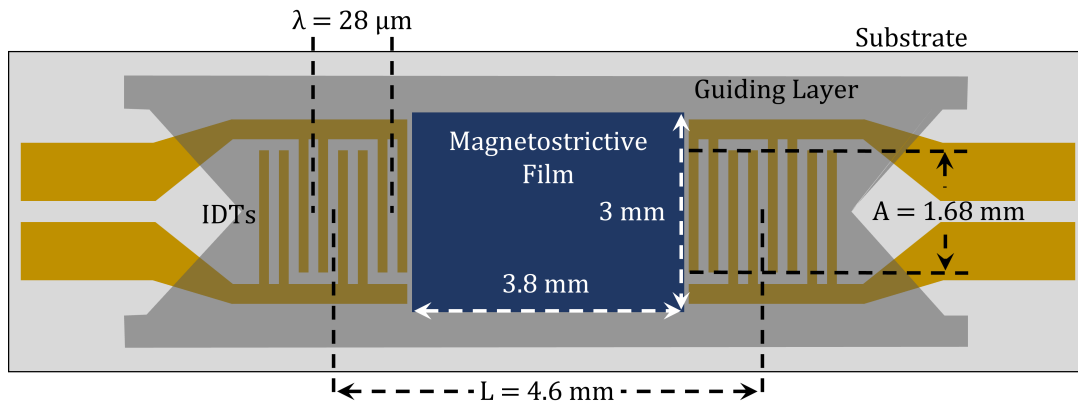 λ = 28 μm
Substrate
Guiding Layer
Magnetostrictive
Film
IDTs
3 mm
A = 1.68 mm
3.8 mm
L = 4.6 mm